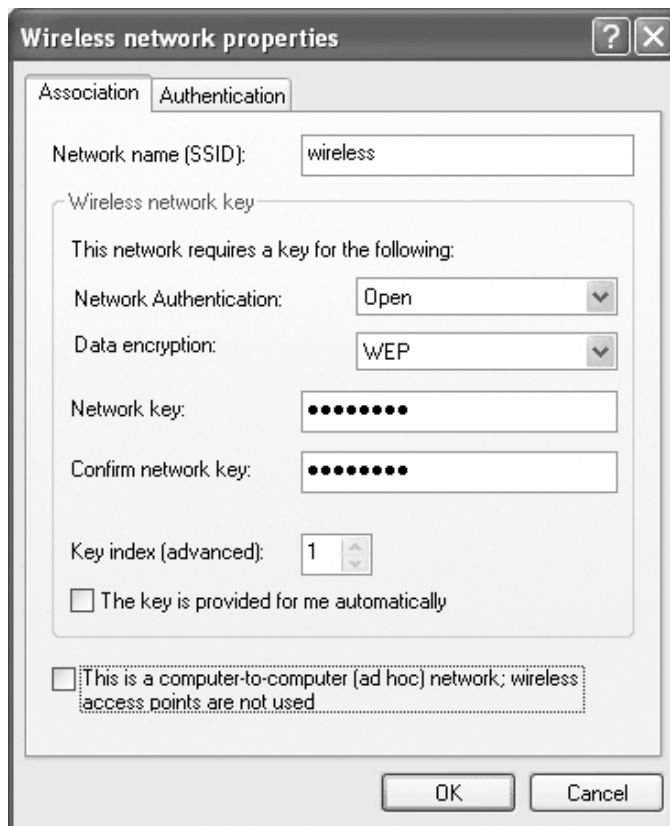 Wireless network properties
Association Authentication
Network name (SSID): wireless
Wireless network key
This network requires a key for the following:
Network Authentication: Open
Data encryption: WEP
Network key: ••••••••
Confirm network key: ••••••••
Key index (advanced): 1
The key is provided for me automatically
This is a computer-to-computer (ad hoc) network; wireless
access points are not used
OK Cancel